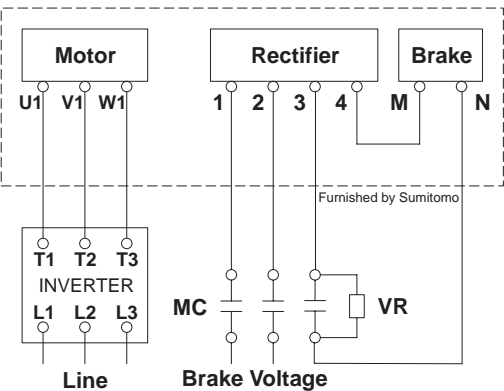 Motor Rectifier Brake
U1 V1 W1 1 2 3 4 M N
Furnished by Sumitomo
T1 T2 T3
INVERTER
L1 L2 L3
MC VR
Line Brake Voltage